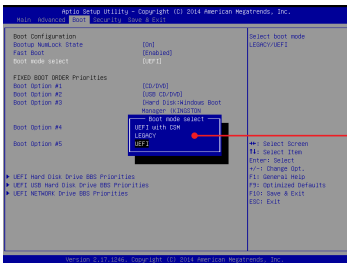 Aptio Setup Utility – Copyright (C) 2014 American Megatrends, Inc.
Main Advanced Boot Security Save & Exit
Boot Configuration
Bootup NumLock State [On]
Fast Boot [Enabled]
Boot mode select [UEFI]
FIXED BOOT ORDER Priorities
Boot Option #1 [CD/DVD]
Boot Option #2 [USB CD/DVD]
Boot Option #3 [Hard Disk:Windows Boot
Manager (KINGSTON
Boot Option #4
Boot Option #5
Boot mode select
UEFI with CSM
LEGACY
UEFI
UEFI Hard Disk Drive BBS Priorities
UEFI USB Hard Disk Drive BBS Priorities
UEFI NETWORK Drive BBS Priorities
Select boot mode
LEGACY/UEFI
: Select Screen
: Select Item
Enter: Select
+/-: Change Opt.
F1: General Help
F9: Optimized Defaults
F10: Save & Exit
ESC: Exit
Version 2.17.1246. Copyright (C) 2014 American Megatrends, Inc.